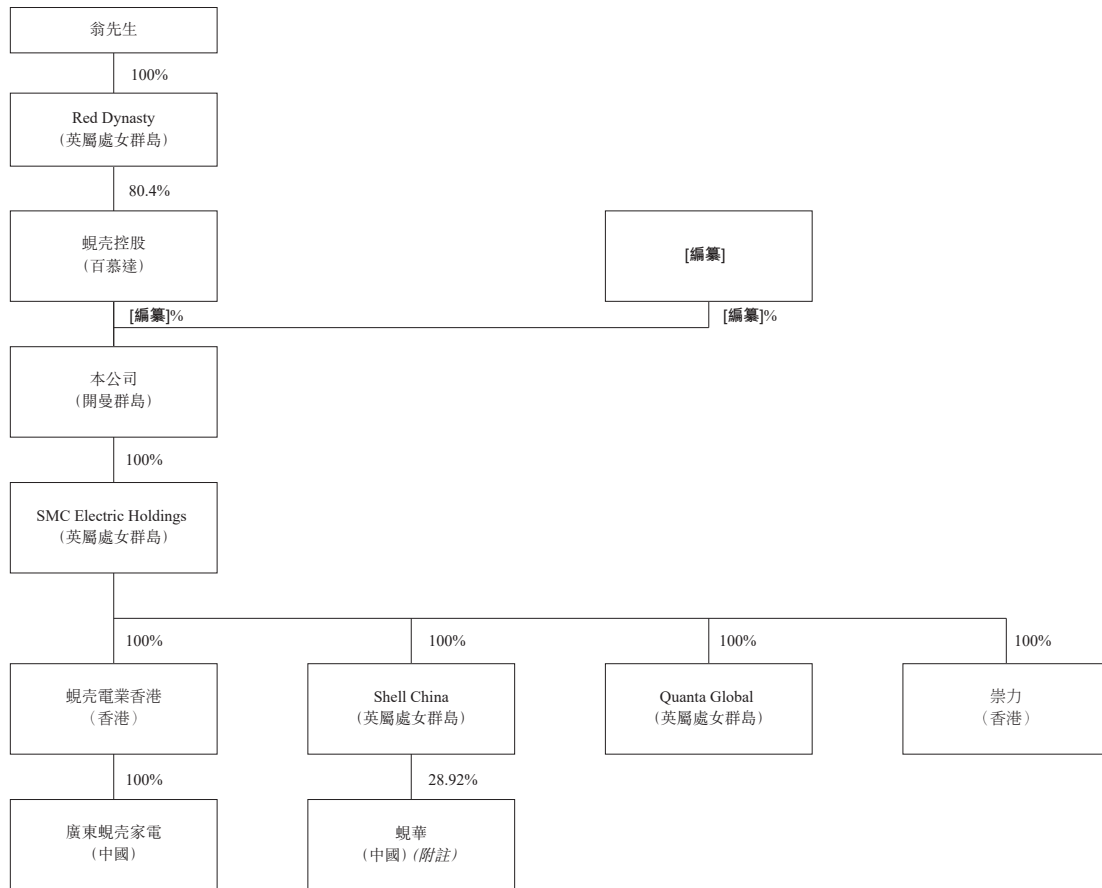 翁先生
100%
Red Dynasty
(英屬處女群島)
80.4%
蜆壳控股
(百慕達)
[編纂]
[編纂]%
[編纂]%
本公司
(開曼群島)
100%
SMC Electric Holdings
(英屬處女群島)
100%
100%
100%
100%
蜆壳電業香港
(香港)
Shell China
(英屬處女群島)
Quanta Global
(英屬處女群島)
崇力
(香港)
100%
28.92%
廣東蜆壳家電
(中國)
蜆華
(中國) (附註)